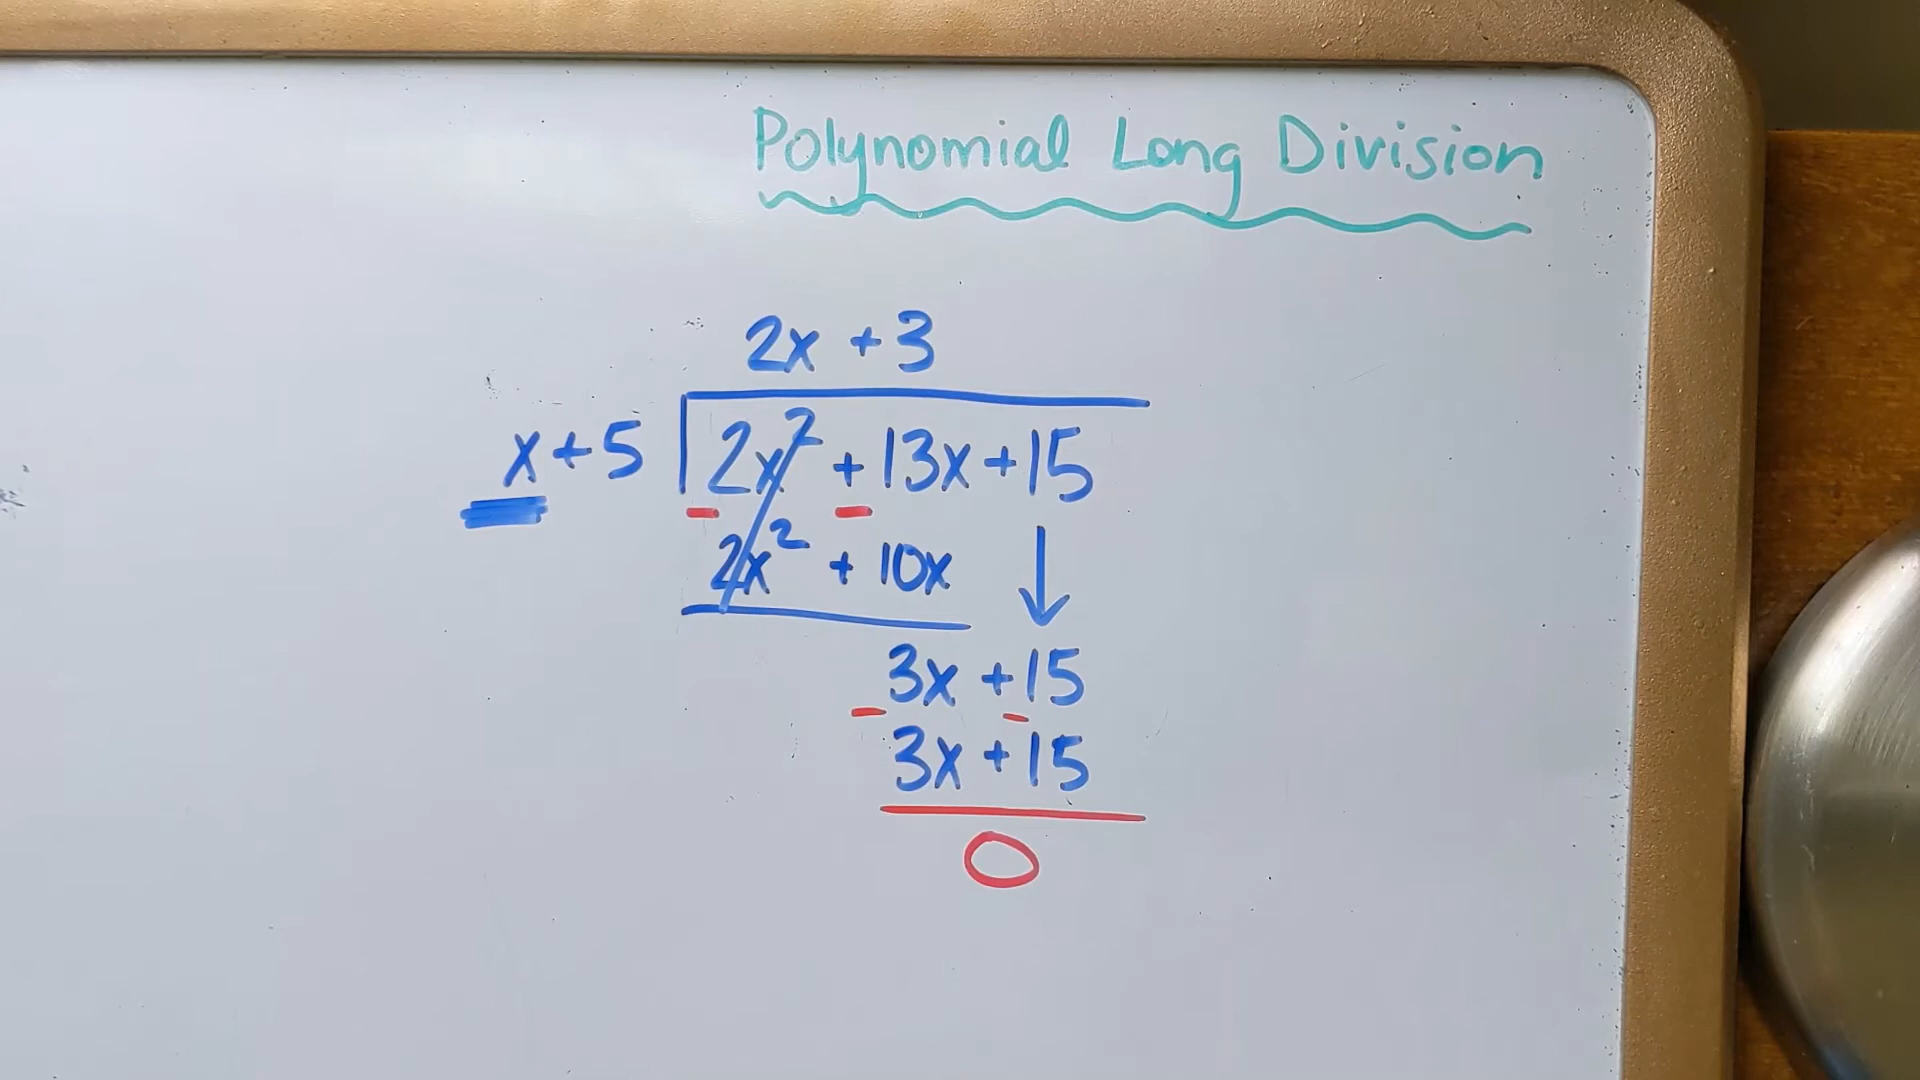 Polynomial Long Division
2x + 3
x + 5 2x² + 13x + 15
2x² + 10x
3x + 15
3x + 15
0